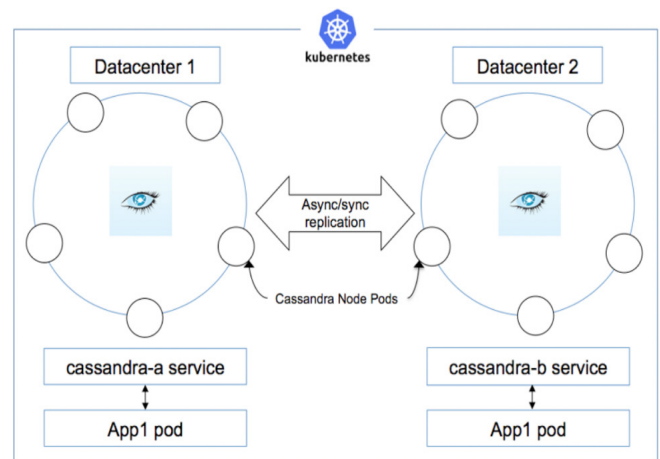 kubernetes
Datacenter 1
Datacenter 2
Async/sync
replication
Cassandra Node Pods
cassandra-a service
cassandra-b service
App1 pod
App1 pod